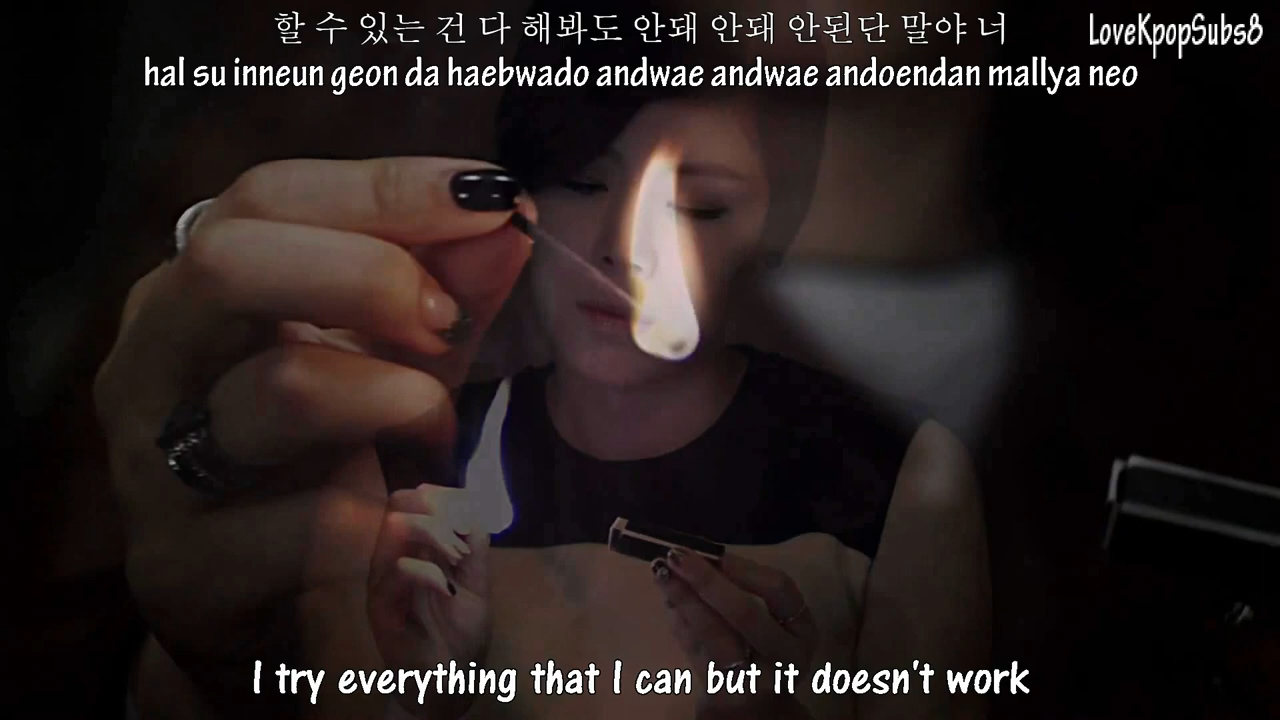 할 수 있는 건 다 해봐도 안돼 안돼 안된단 말야 너
LoveKpopSubs8
hal su inneun geon da haebwado andwae andwae andoendan mallya neo
I try everything that I can but it doesn't work